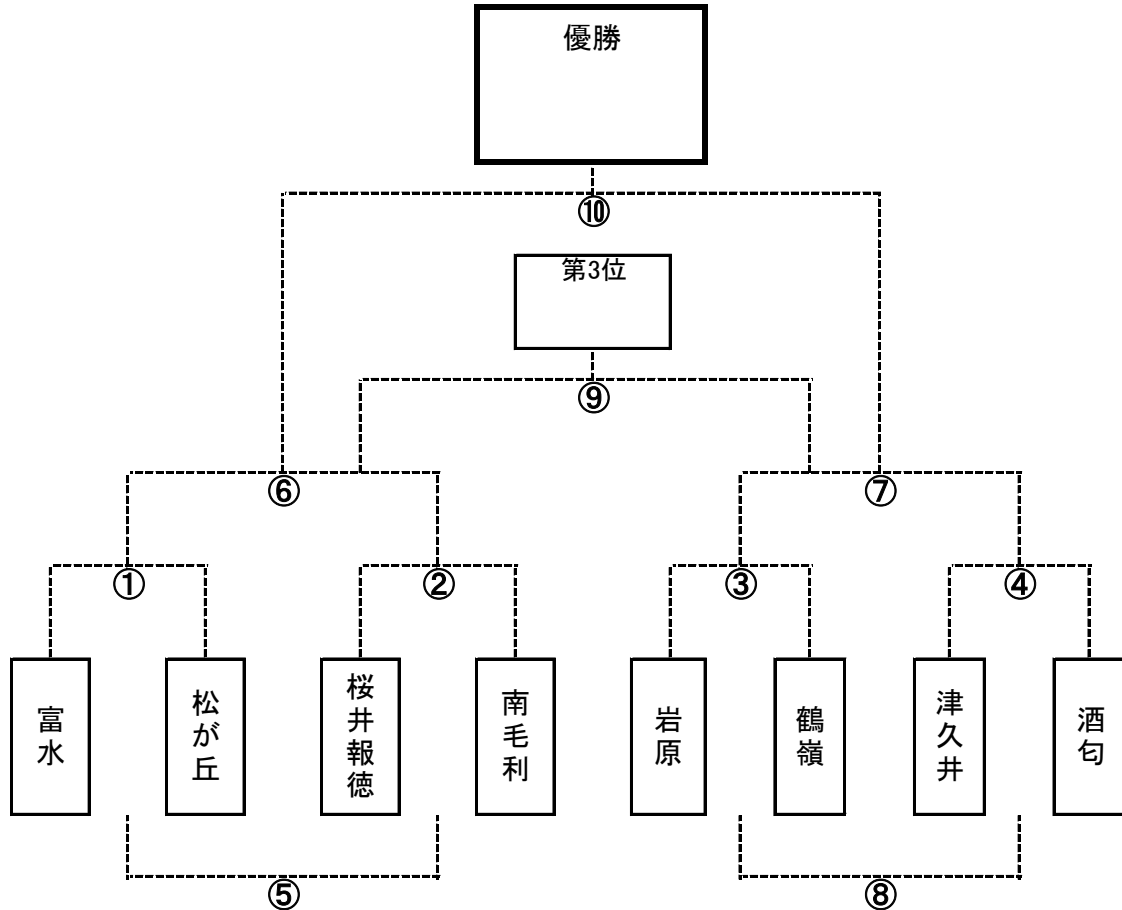 優勝
⑩
第3位
⑨
⑥
⑦
①
②
③
④
富水
松が丘
桜井報徳
南毛利
岩原
鶴嶺
津久井
酒匂
⑤
⑧